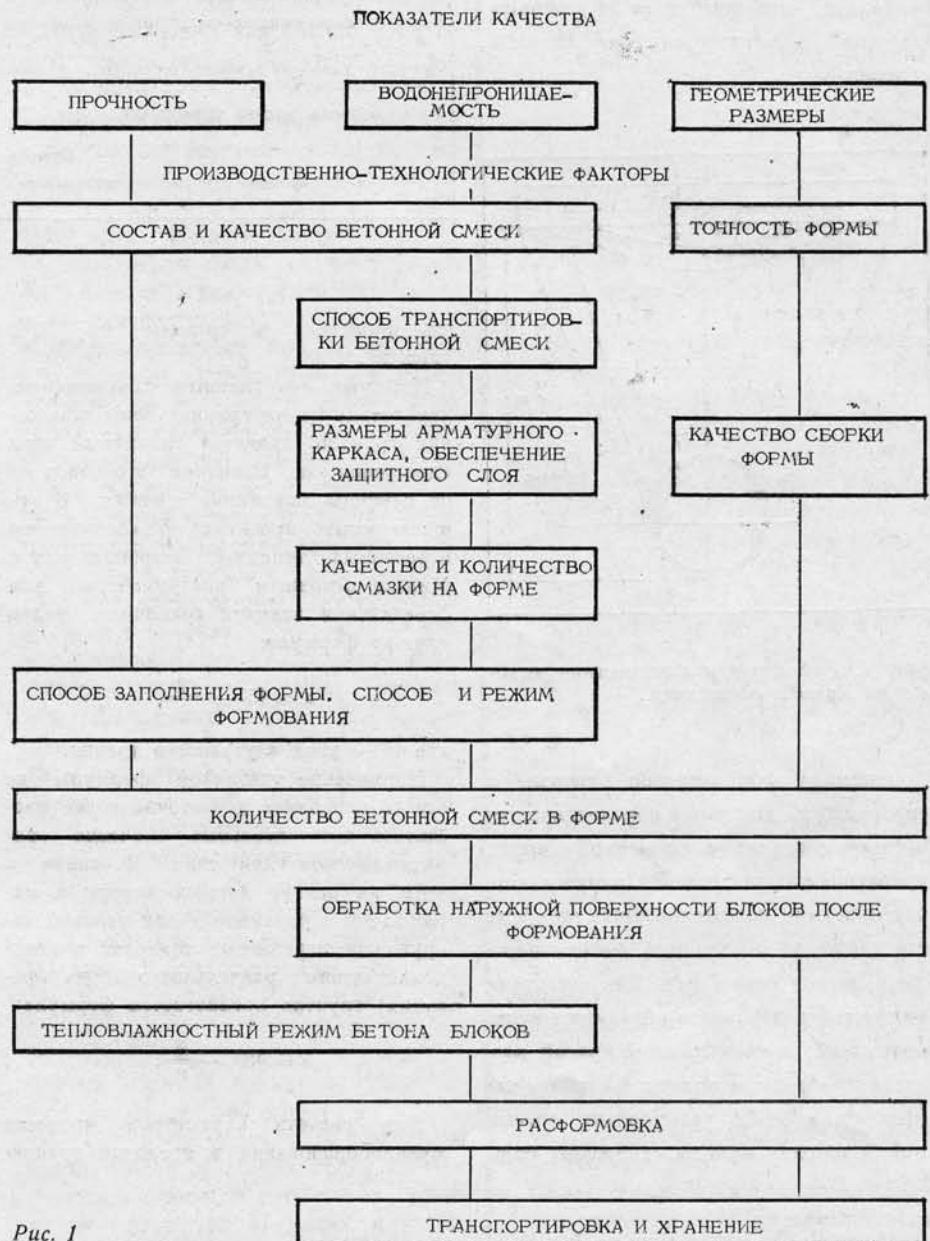 ПОКАЗАТЕЛИ КАЧЕСТВА
ПРОЧНОСТЬ
ВОДОНЕПРОНИЦАЕ-
МОСТЬ
ГЕОМЕТРИЧЕСКИЕ
РАЗМЕРЫ
ПРОИЗВОДСТВЕННО-ТЕХНОЛОГИЧЕСКИЕ ФАКТОРЫ
СОСТАВ И КАЧЕСТВО БЕТОННОЙ СМЕСИ
ТОЧНОСТЬ ФОРМЫ
СПОСОБ ТРАНСПОРТИРОВ-
КИ БЕТОННОЙ СМЕСИ
РАЗМЕРЫ АРМАТУРНОГО
КАРКАСА, ОБЕСПЕЧЕНИЕ
ЗАЩИТНОГО СЛОЯ
КАЧЕСТВО СБОРКИ
ФОРМЫ
КАЧЕСТВО И КОЛИЧЕСТВО
СМАЗКИ НА ФОРМЕ
СПОСОБ ЗАПОЛНЕНИЯ ФОРМЫ. СПОСОБ И РЕЖИМ
ФОРМОВАНИЯ
КОЛИЧЕСТВО БЕТОННОЙ СМЕСИ В ФОРМЕ
ОБРАБОТКА НАРУЖНОЙ ПОВЕРХНОСТИ БЛОКОВ ПОСЛЕ
ФОРМОВАНИЯ
ТЕПЛОВЛАЖНОСТНЫЙ РЕЖИМ БЕТОНА БЛОКОВ
РАСФОРМОВКА
ТРАНСПОРТИРОВКА И ХРАНЕНИЕ
Рис. 1